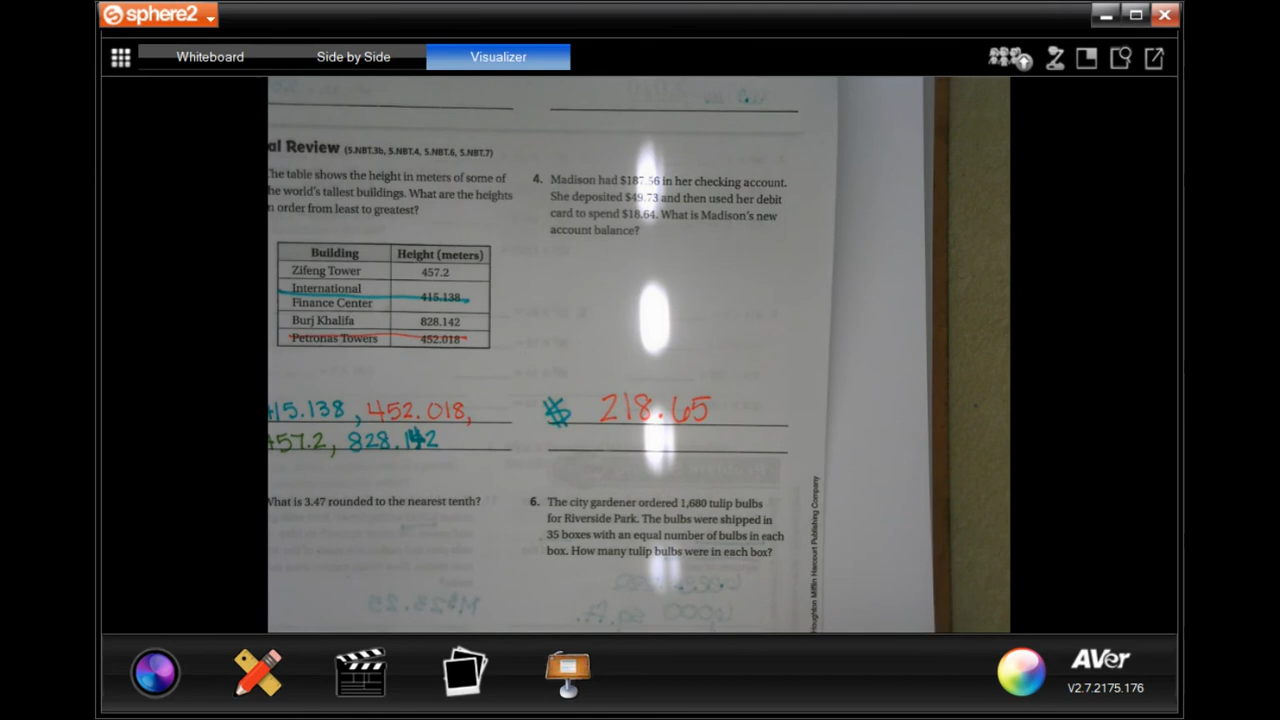 sphere2
Whiteboard Side by Side Visualizer
al Review (5.NBT.3b, 5.NBT.4, 5.NBT.6, 5.NBT.7)
The table shows the height in meters of some of
he world's tallest buildings. What are the heights
n order from least to greatest?
Building Height (meters)
Zifeng Tower 457.2
International
Finance Center 415.138
Burj Khalifa 828.142
Petronas Towers 452.018
415.138, 452.018,
457.2, 828.142
4. Madison had $187.56 in her checking account.
She deposited $49.73 and then used her debit
card to spend $18.64. What is Madison's new
account balance?
$ 218.65
What is 3.47 rounded to the nearest tenth?
6. The city gardener ordered 1,680 tulip bulbs
for Riverside Park. The bulbs were shipped in
35 boxes with an equal number of bulbs in each
box. How many tulip bulbs were in each box?
Houghton Mifflin Harcourt Publishing Company
AVer
V2.7.2175.176